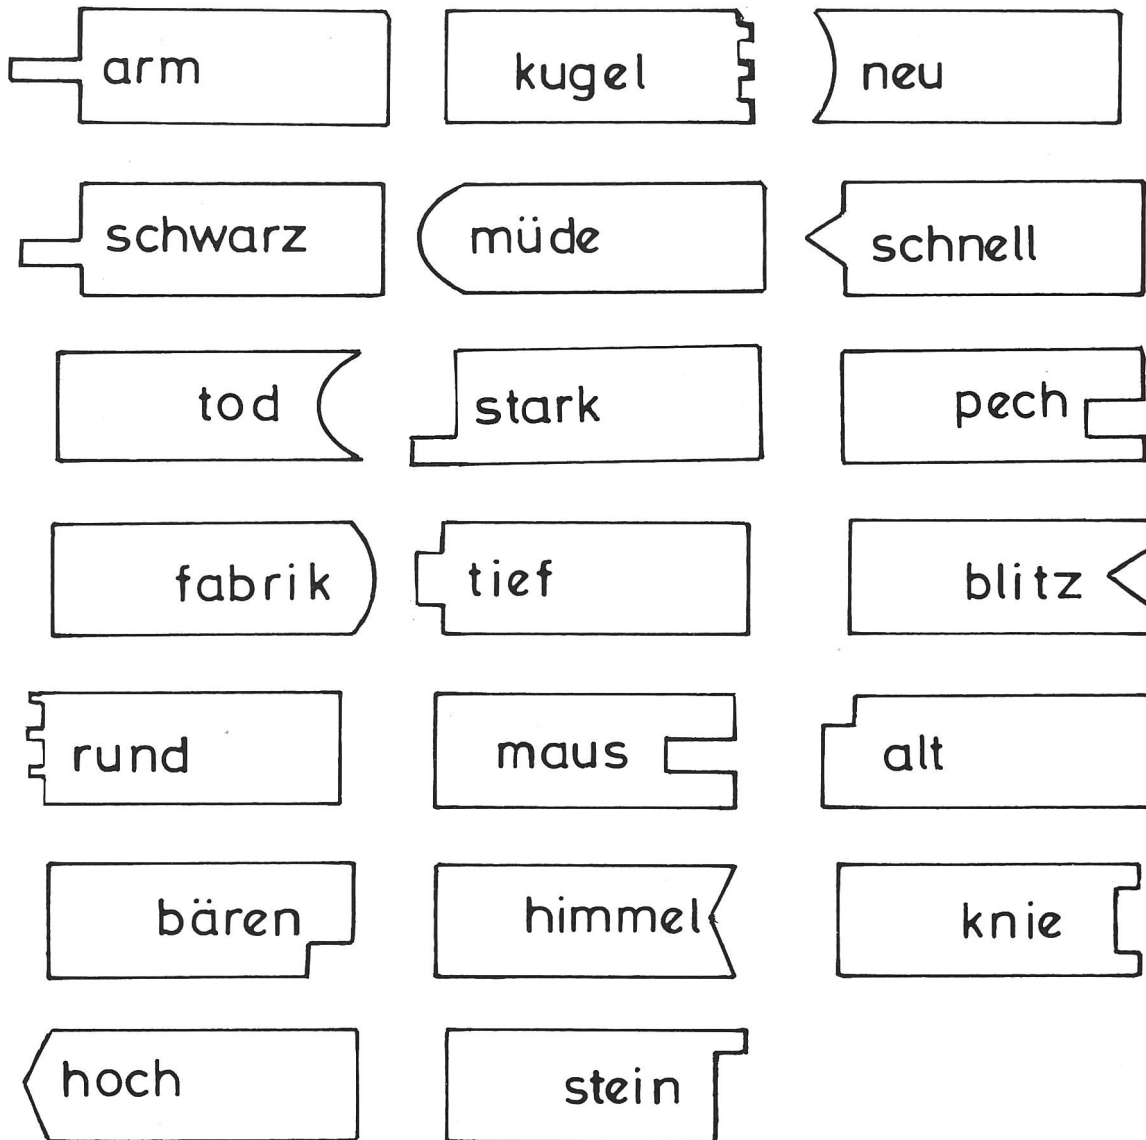 arm kugel neu
schwarz müde schnell
tod stark pech
fabrik tief blitz
rund maus alt
bären himmel knie
hoch stein